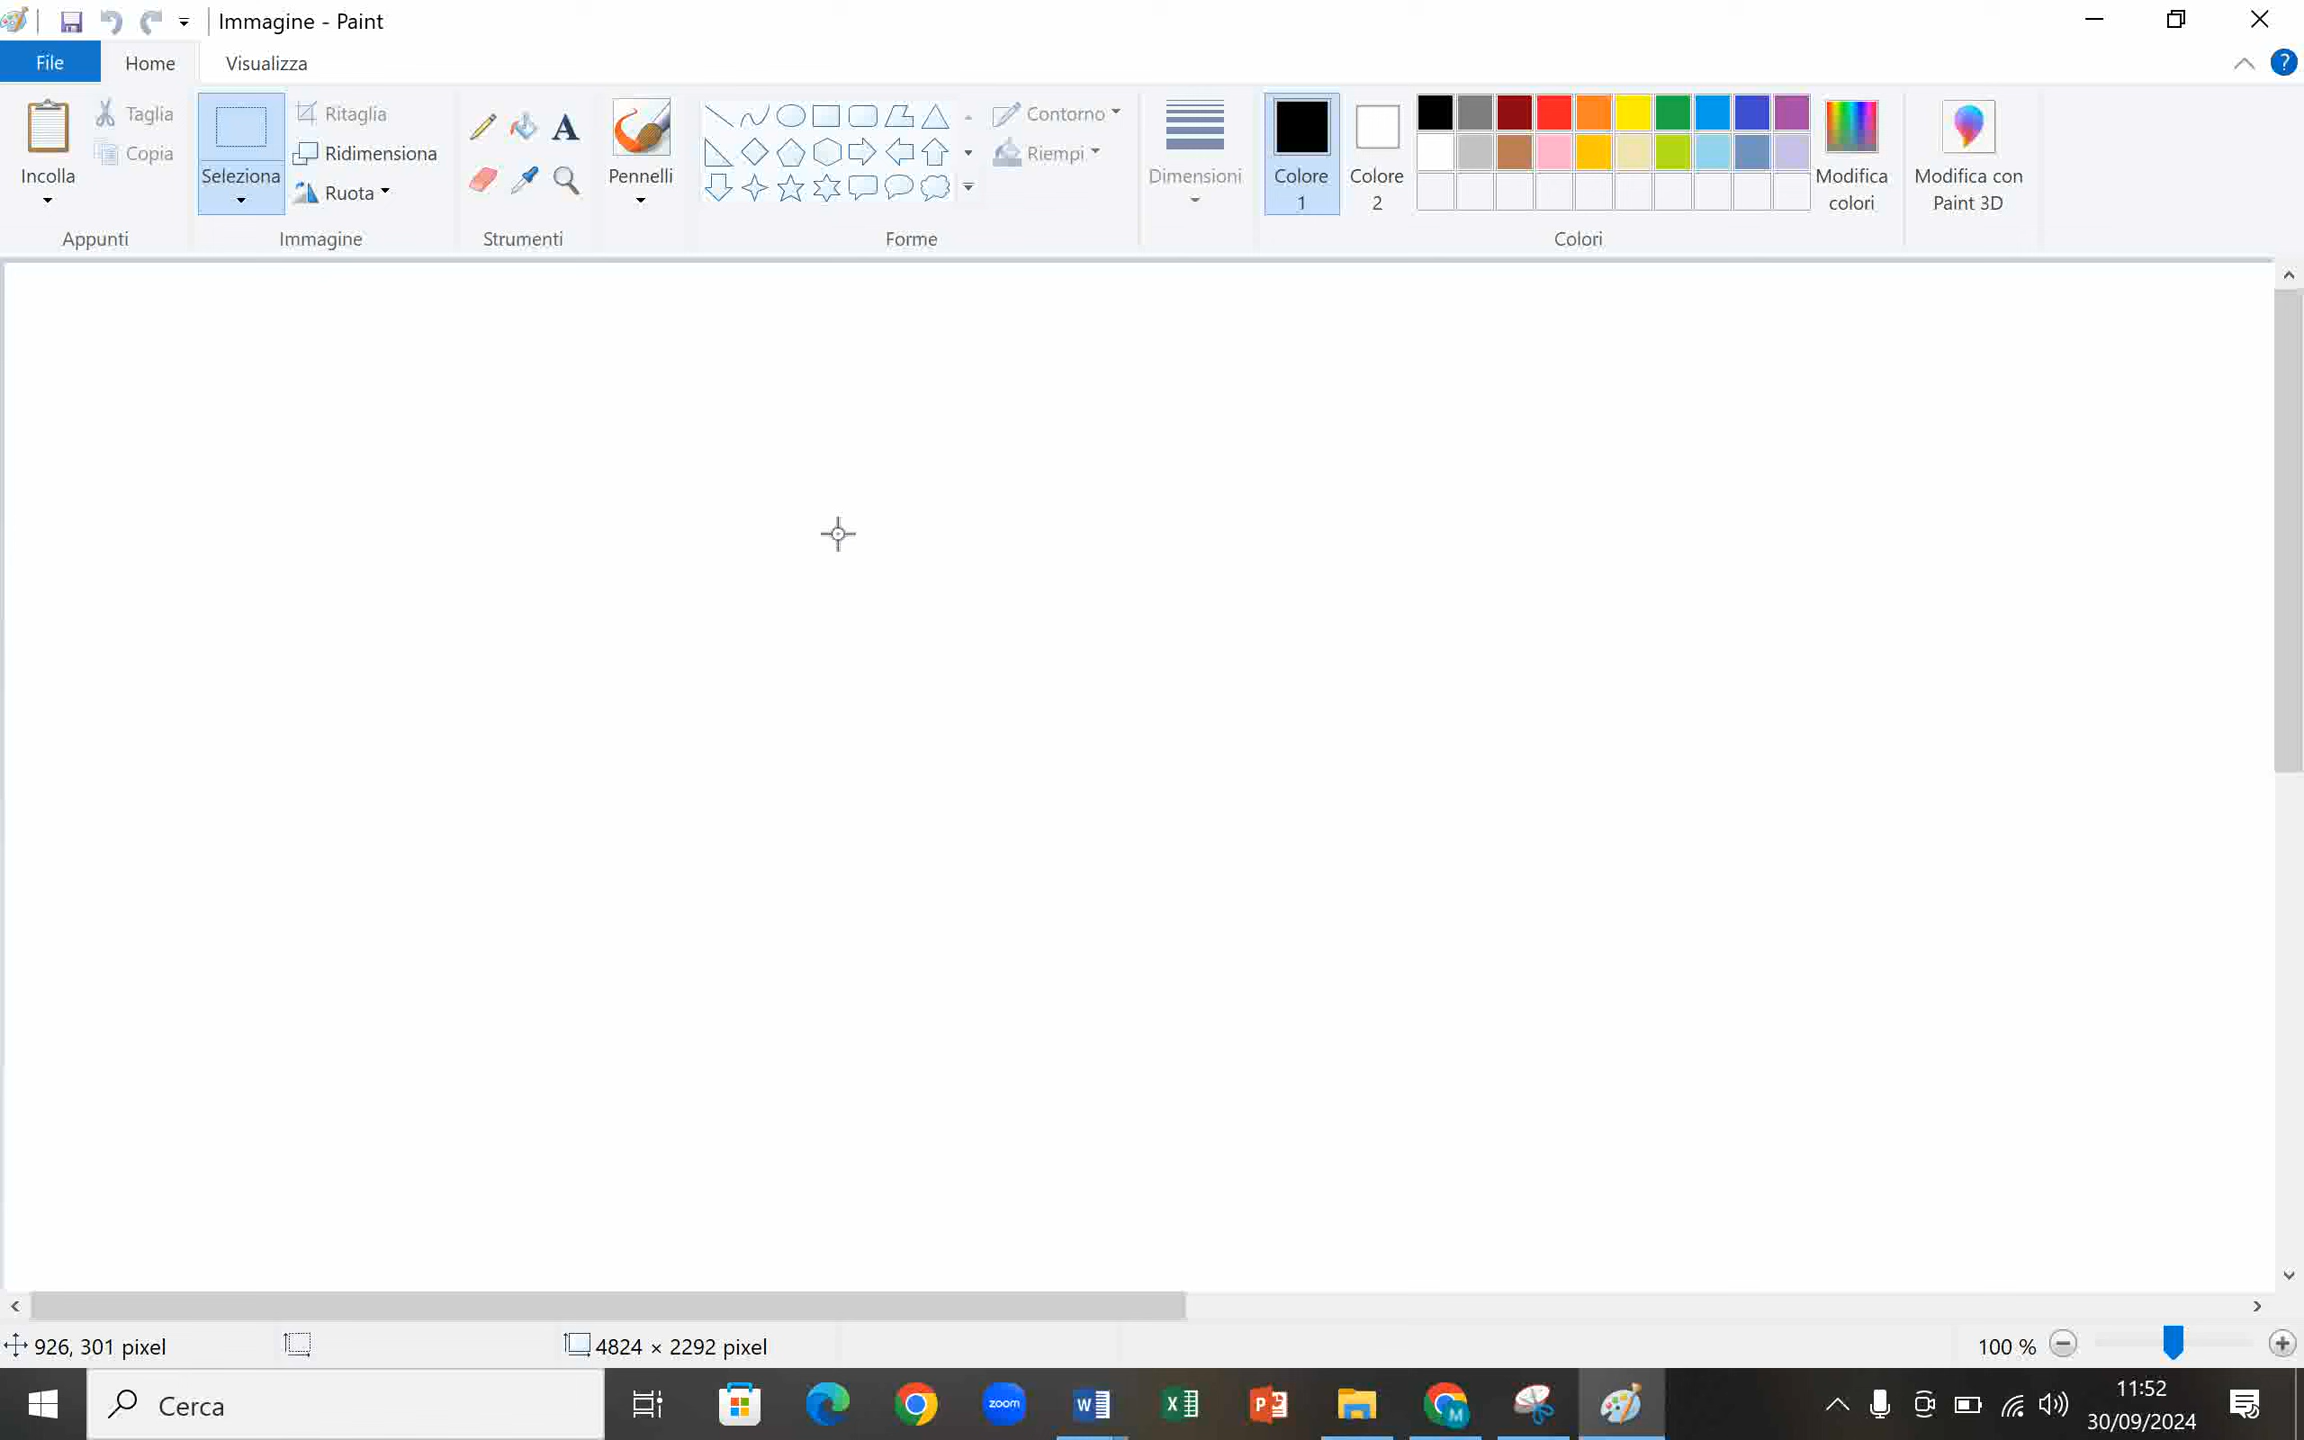 Immagine - Paint
File Home Visualizza
?
Taglia Ritaglia Contorno
Copia Ridimensiona A Riempi
Incolla Seleziona Ruota Pennelli Dimensioni Colore 1 Colore 2 Modifica colori Modifica con Paint 3D
Appunti Immagine Strumenti Forme Colori
926, 301 pixel 4824 × 2292 pixel 100 %
Cerca zoom W X P M 11:52
30/09/2024